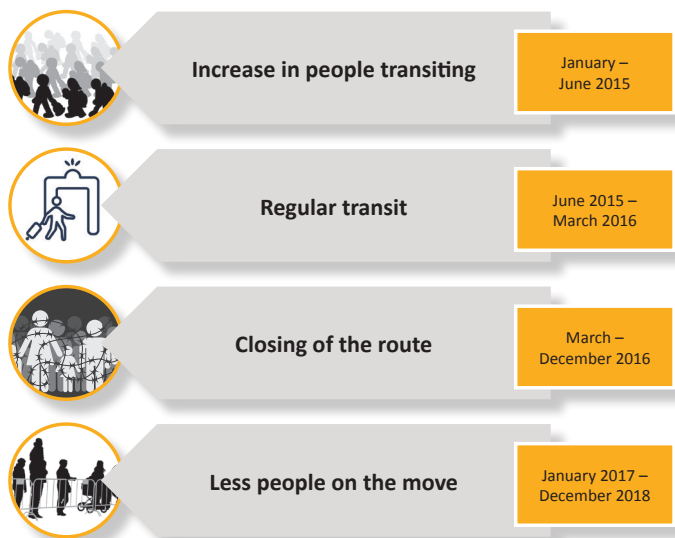 Increase in people transiting
January –
June 2015
Regular transit
June 2015 –
March 2016
Closing of the route
March –
December 2016
Less people on the move
January 2017 –
December 2018